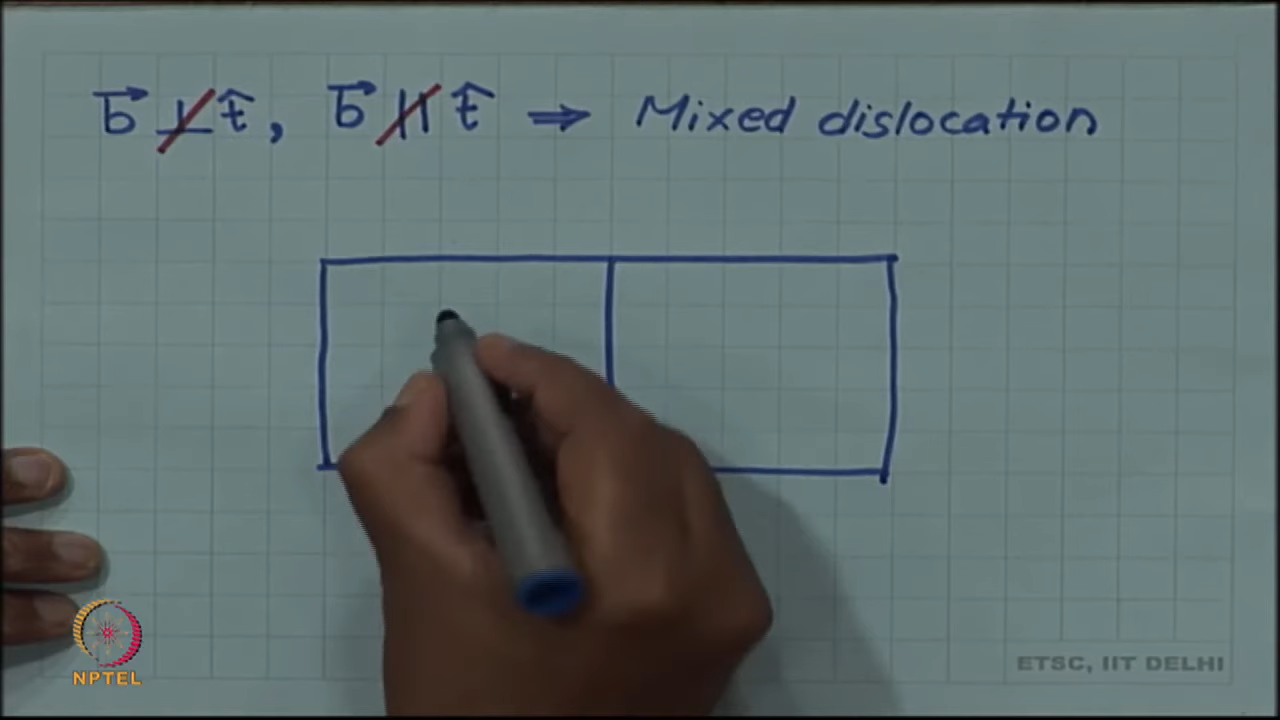 b⃗ ⊥̸ t̂, b⃗ ∦ t̂ ⇒ Mixed dislocation
NPTEL
ETSC, IIT DELHI